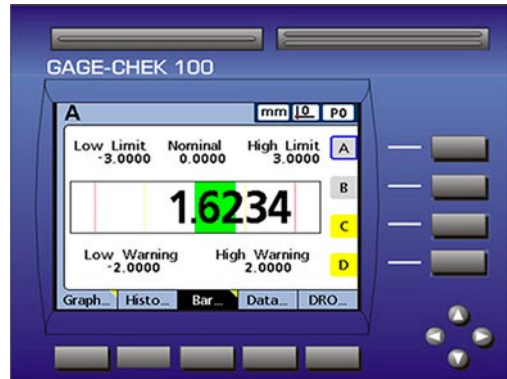 GAGE-CHEK 100
A mm 0 P0
Low Limit Nominal High Limit A
-3.0000 0.0000 3.0000
B
1.6234
C
Low Warning High Warning
-2.0000 2.0000 D
Graph... Histo... Bar... Data... DRO...